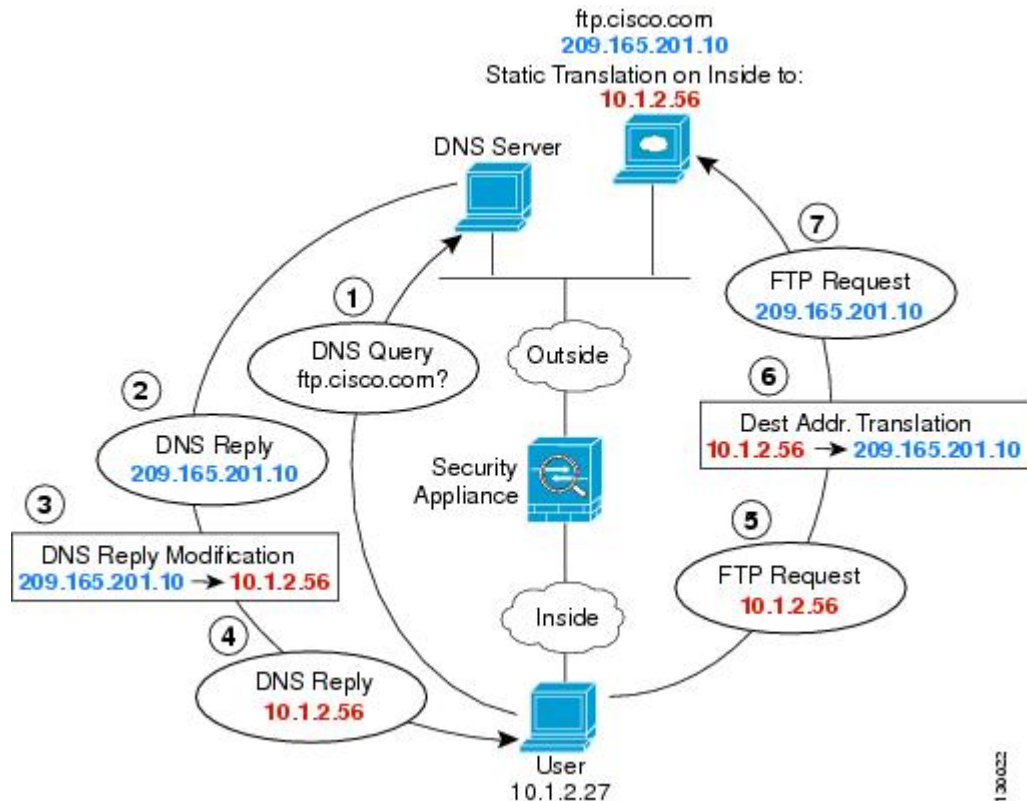 ftp.cisco.com
209.165.201.10
Static Translation on Inside to:
10.1.2.56
DNS Server
7
FTP Request
209.165.201.10
1
DNS Query
ftp.cisco.com?
Outside
2
DNS Reply
209.165.201.10
6
Dest Addr. Translation
10.1.2.56 → 209.165.201.10
Security
Appliance
3
DNS Reply Modification
209.165.201.10 → 10.1.2.56
5
FTP Request
10.1.2.56
Inside
4
DNS Reply
10.1.2.56
User
10.1.2.27
130022